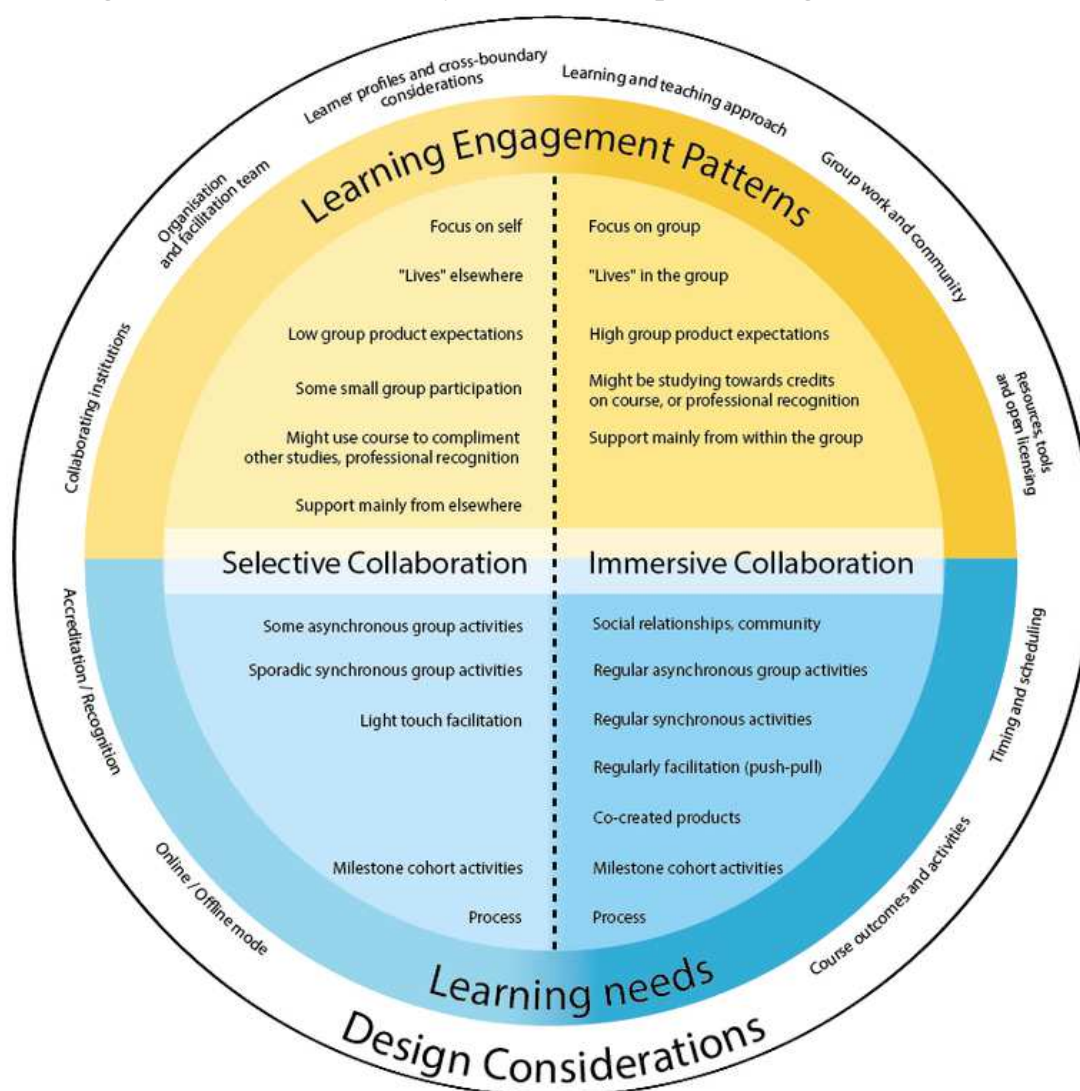 Learner profiles and cross-boundary
considerations
Learning and teaching approach
Group work and community
Resources, tools
and open licensing
Timing and scheduling
Course outcomes and activities
Organisation
and facilitation team
Collaborating institutions
Accreditation / Recognition
Online / Offline mode
Design Considerations
Learning Engagement Patterns
Focus on self
"Lives" elsewhere
Low group product expectations
Some small group participation
Might use course to compliment
other studies, professional recognition
Support mainly from elsewhere
Focus on group
"Lives" in the group
High group product expectations
Might be studying towards credits
on course, or professional recognition
Support mainly from within the group
Selective Collaboration
Immersive Collaboration
Some asynchronous group activities
Sporadic synchronous group activities
Light touch facilitation
Milestone cohort activities
Process
Social relationships, community
Regular asynchronous group activities
Regular synchronous activities
Regularly facilitation (push-pull)
Co-created products
Milestone cohort activities
Process
Learning needs